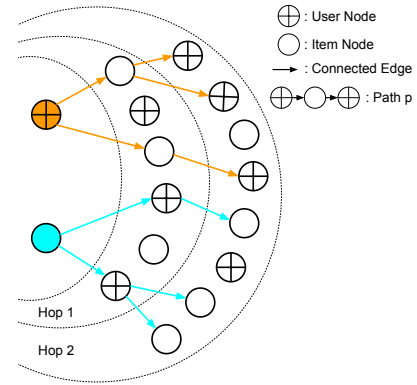 : User Node
: Item Node
: Connected Edge
: Path p
Hop 1
Hop 2